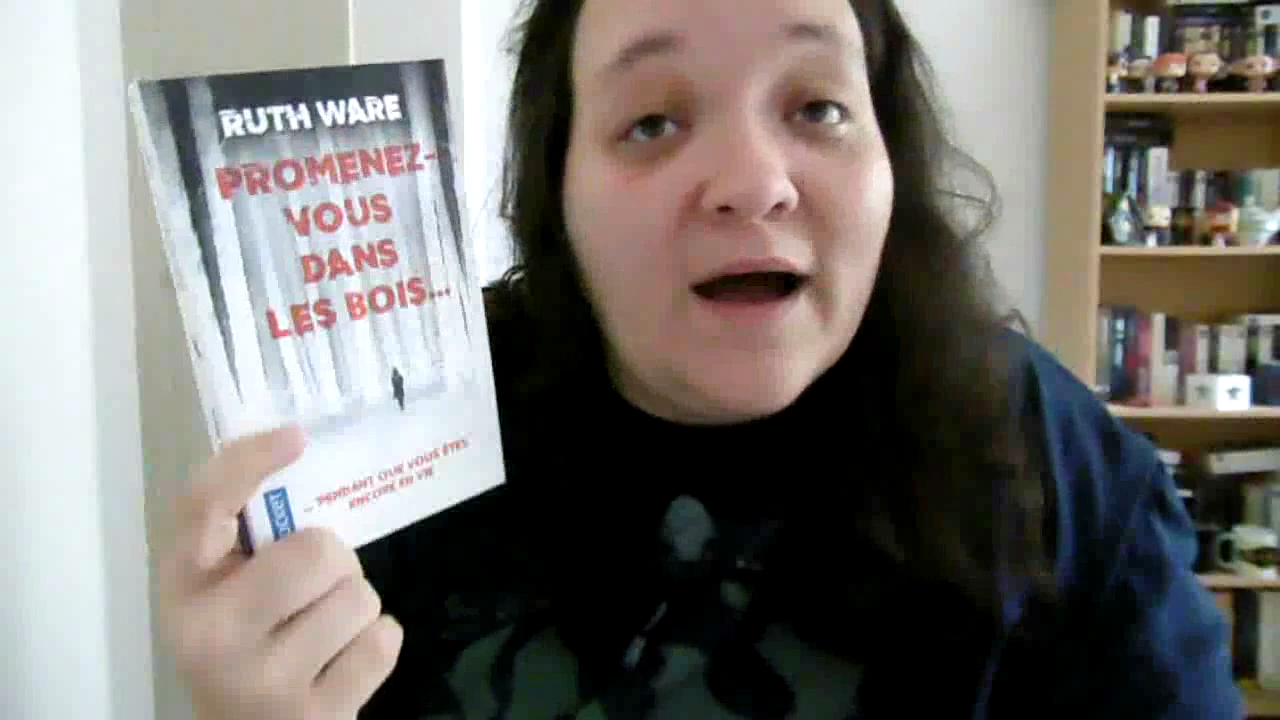 RUTH WARE
PROMENEZ-
VOUS
DANS
LES BOIS...
... PENDANT QUE VOUS ÊTES
ENCORE EN VIE